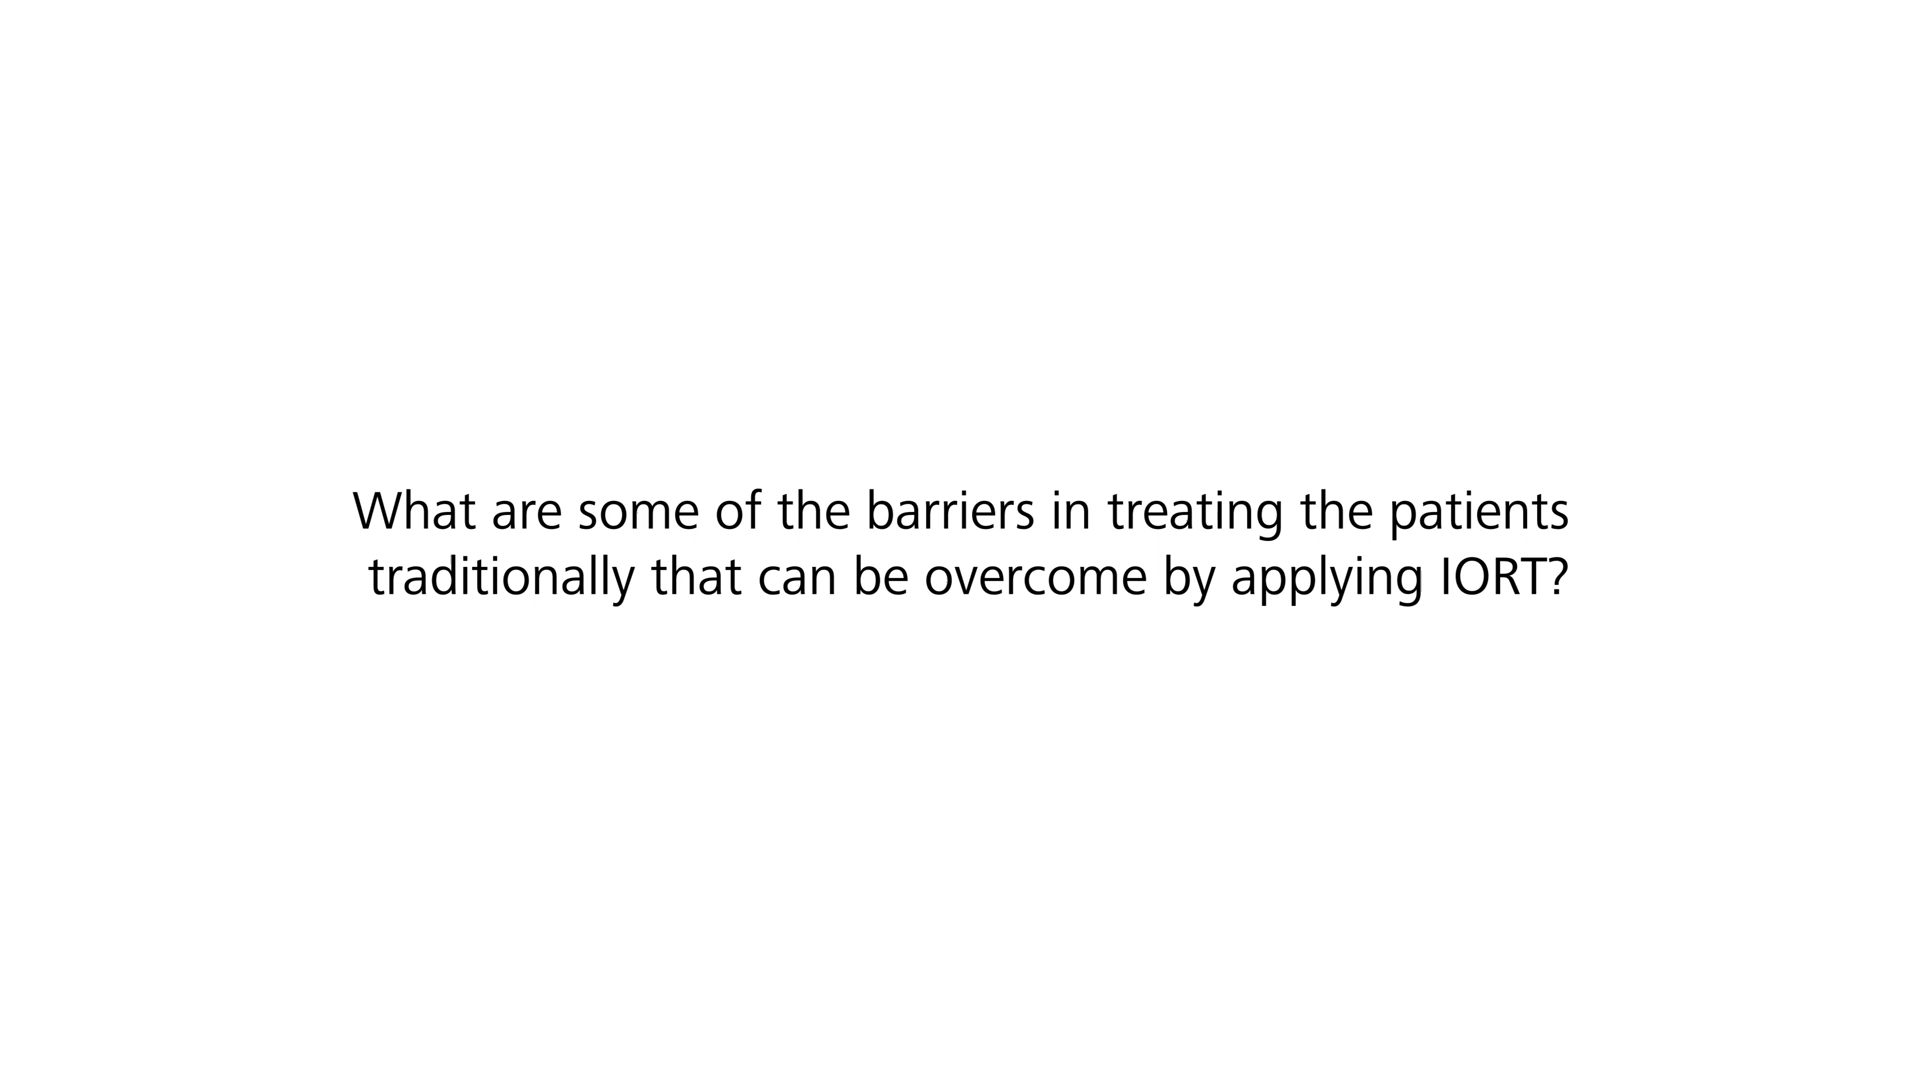 What are some of the barriers in treating the patients
traditionally that can be overcome by applying IORT?